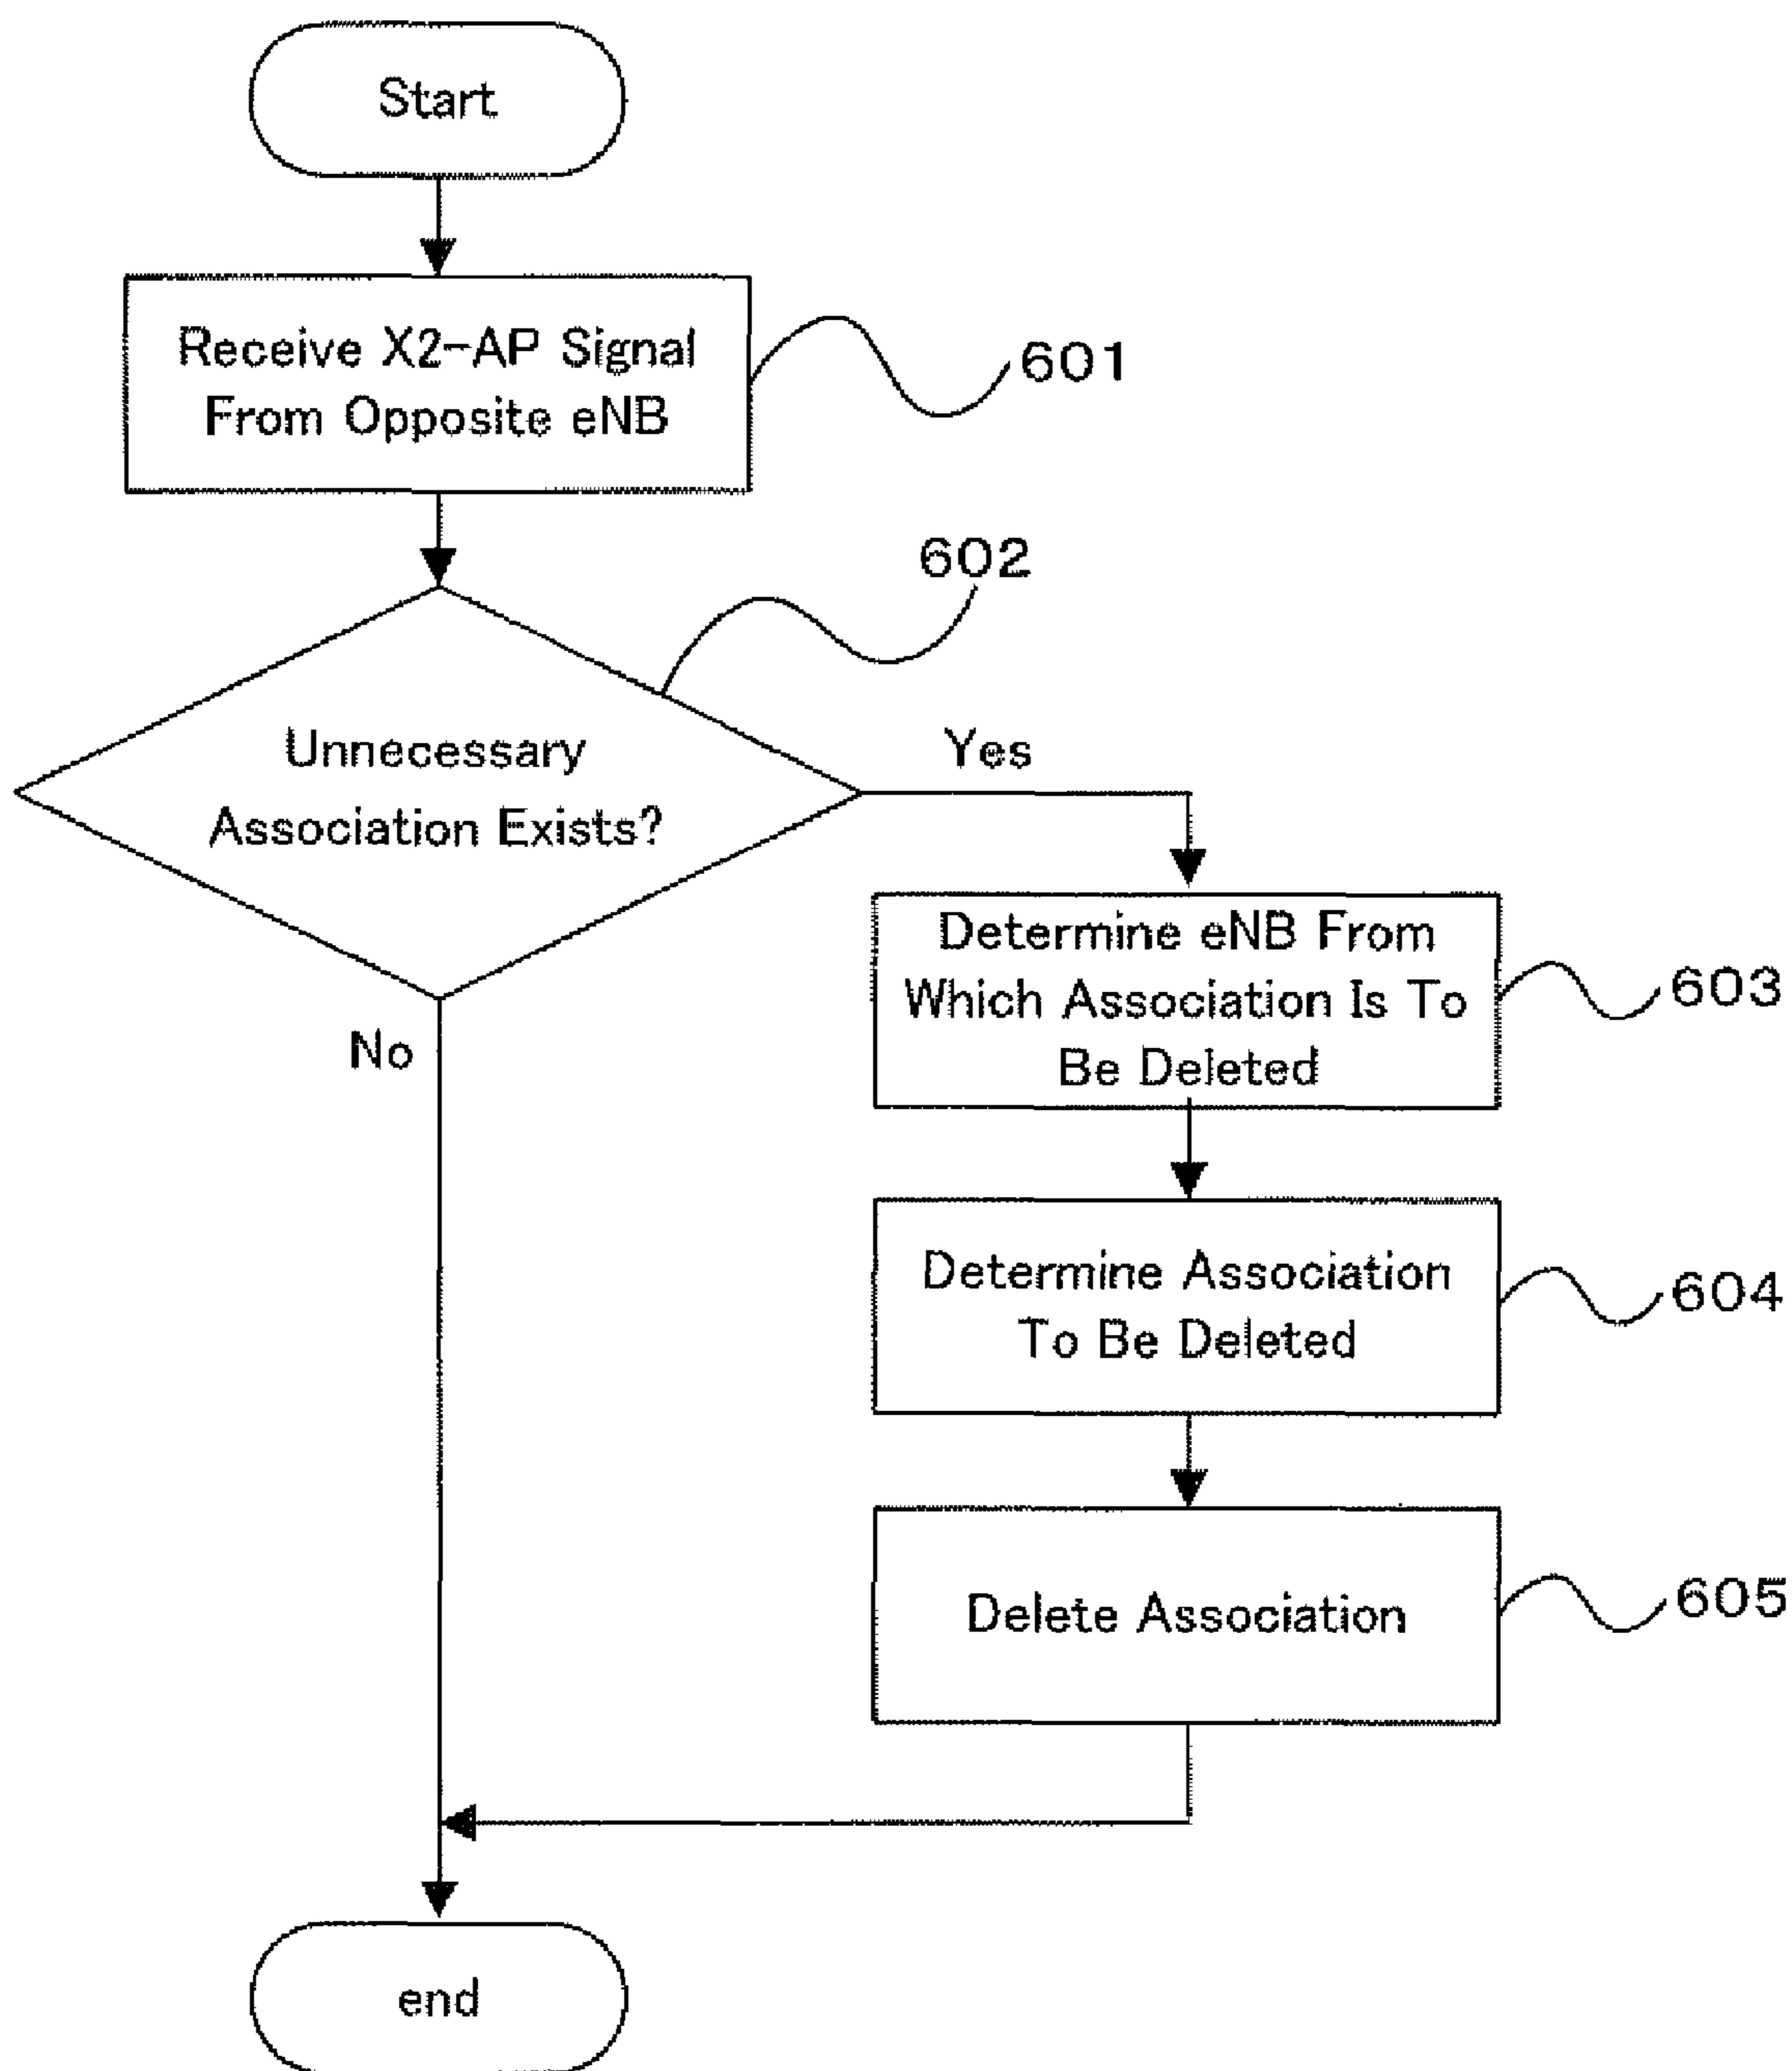 Start
Receive X2-AP Signal
From Opposite eNB
601
602
Unnecessary
Association Exists?
Yes
No
Determine eNB From
Which Association Is To
Be Deleted
603
Determine Association
To Be Deleted
604
Delete Association
605
end